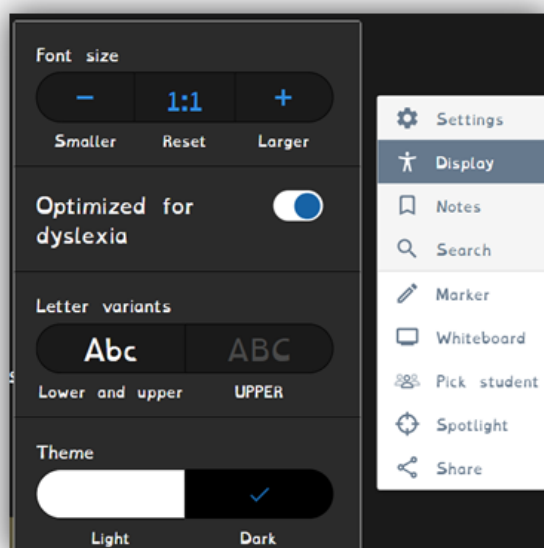 Font size
1:1
Smaller Reset Larger
Optimized for
dyslexia
Letter variants
Abc ABC
Lower and upper UPPER
Theme
Light Dark
Settings
Display
Notes
Search
Marker
Whiteboard
Pick student
Spotlight
Share